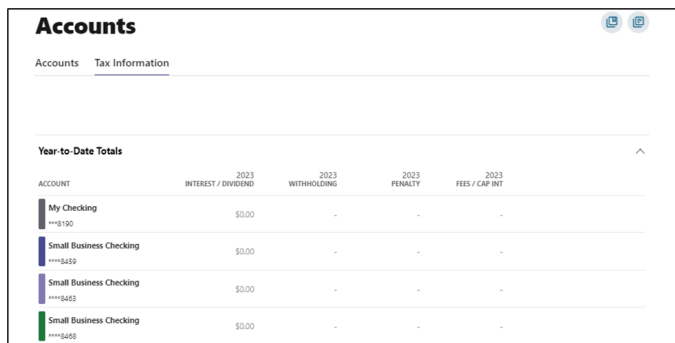 Accounts
Accounts Tax Information
Year-to-Date Totals
ACCOUNT 2023 INTEREST / DIVIDEND 2023 WITHHOLDING 2023 PENALTY 2023 FEES / CAP INT
My Checking
***8190
$0.00 - - -
Small Business Checking
****8459
$0.00 - - -
Small Business Checking
****8463
$0.00 - - -
Small Business Checking
****8468
$0.00 - - -